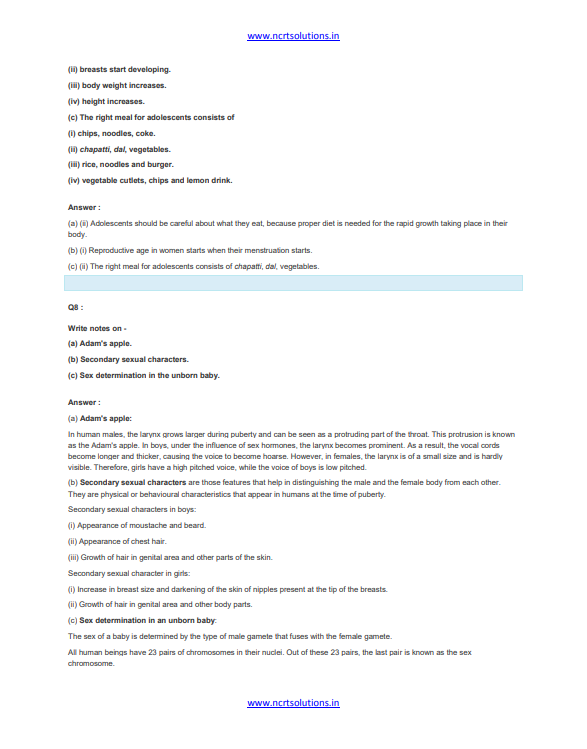 www.ncrtsolutions.in
(ii) breasts start developing.
(iii) body weight increases.
(iv) height increases.
(c) The right meal for adolescents consists of
(i) chips, noodles, coke.
(ii) chapatti, dal, vegetables.
(iii) rice, noodles and burger.
(iv) vegetable cutlets, chips and lemon drink.
Answer :
(a) (ii) Adolescents should be careful about what they eat, because proper diet is needed for the rapid growth taking place in their
body.
(b) (i) Reproductive age in women starts when their menstruation starts.
(c) (ii) The right meal for adolescents consists of chapatti, dal, vegetables.
Q8 :
Write notes on -
(a) Adam's apple.
(b) Secondary sexual characters.
(c) Sex determination in the unborn baby.
Answer :
(a) Adam's apple:
In human males, the larynx grows larger during puberty and can be seen as a protruding part of the throat. This protrusion is known
as the Adam's apple. In boys, under the influence of sex hormones, the larynx becomes prominent. As a result, the vocal cords
become longer and thicker, causing the voice to become hoarse. However, in females, the larynx is of a small size and is hardly
visible. Therefore, girls have a high pitched voice, while the voice of boys is low pitched.
(b) Secondary sexual characters are those features that help in distinguishing the male and the female body from each other.
They are physical or behavioural characteristics that appear in humans at the time of puberty.
Secondary sexual characters in boys:
(i) Appearance of moustache and beard.
(ii) Appearance of chest hair.
(iii) Growth of hair in genital area and other parts of the skin.
Secondary sexual character in girls:
(i) Increase in breast size and darkening of the skin of nipples present at the tip of the breasts.
(ii) Growth of hair in genital area and other body parts.
(c) Sex determination in an unborn baby:
The sex of a baby is determined by the type of male gamete that fuses with the female gamete.
All human beings have 23 pairs of chromosomes in their nuclei. Out of these 23 pairs, the last pair is known as the sex
chromosome.
www.ncrtsolutions.in